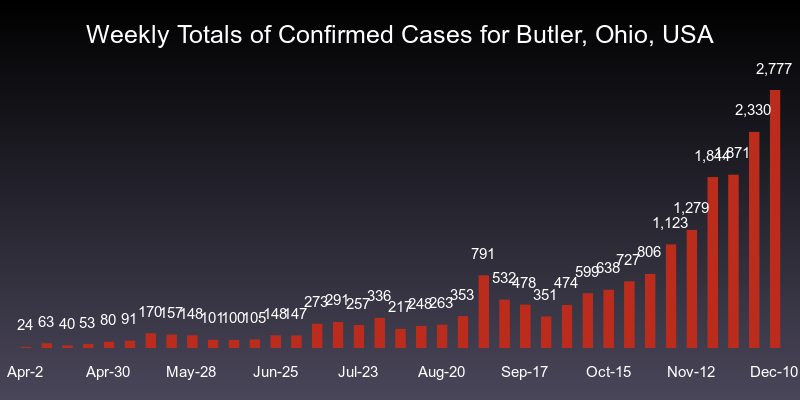 Weekly Totals of Confirmed Cases for Butler, Ohio, USA
2,777
2,330
1,844 1,871
1,279
1,123
791 806
727
599 638
532 478 474
24 63 40 53 80 91 170 157 148 101 100 105 148 147 273 291 257 336 217 248 263 353 351
Apr-2 Apr-30 May-28 Jun-25 Jul-23 Aug-20 Sep-17 Oct-15 Nov-12 Dec-10